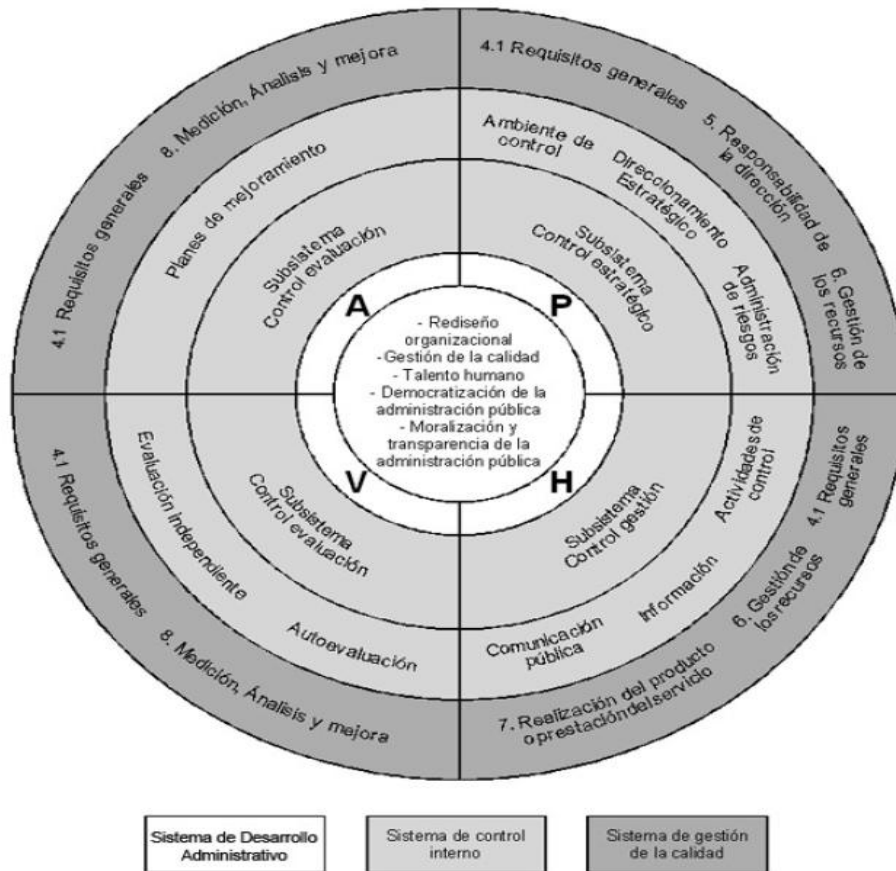 4.1 Requisitos generales
8. Medición, Ánalisis y mejora
Planes de mejoramiento
Subsistema
Control evaluación
A
4.1 Requisitos generales
5. Responsabilidad de
la dirección
6. Gestión de
los recursos
Ambiente de
control
Direccionamiento
Estratégico
Administración
de riesgos
Subsistema
Control estratégico
P
- Rediseño
organizacional
- Gestión de la calidad
- Talento humano
- Democratización de la
administración pública
- Moralización y
transparencia de la
administración pública
V
Subsistema
Control evaluación
Evaluación independiente
Autoevaluación
4.1 Requisitos generales
8. Medición, Ánalisis y mejora
H
Subsistema
Control gestión
Actividades de
control
Información
Comunicación
pública
4.1 Requisitos
generales
6. Gestión de
los recursos
7. Realización del producto
o prestación del servicio
Sistema de Desarrollo
Administrativo
Sistema de control
interno
Sistema de gestión
de la calidad